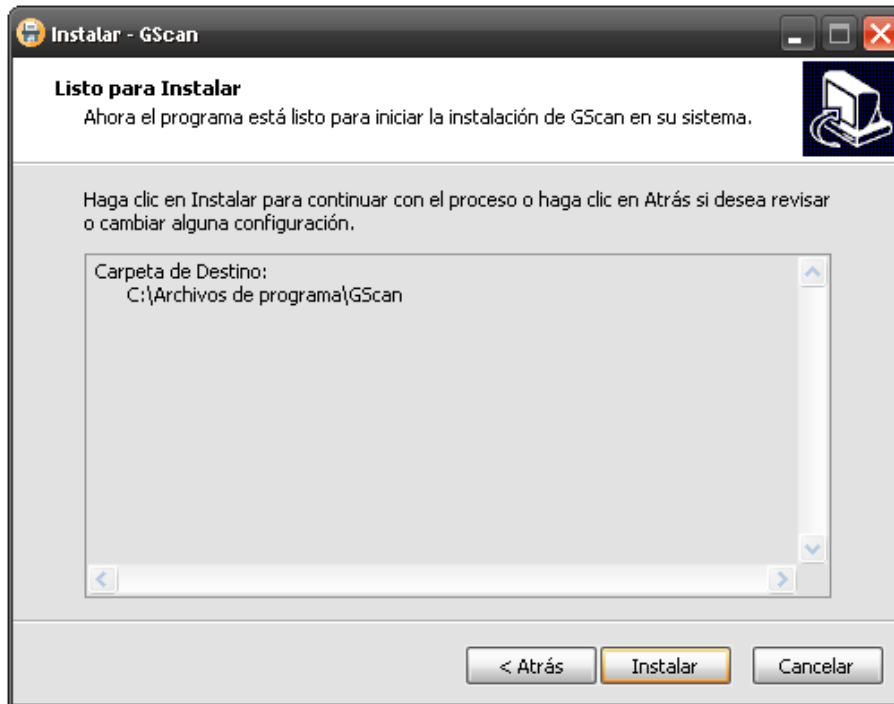 Instalar - GScan
Listo para Instalar
Ahora el programa está listo para iniciar la instalación de GScan en su sistema.
Haga clic en Instalar para continuar con el proceso o haga clic en Atrás si desea revisar
o cambiar alguna configuración.
Carpeta de Destino:
C:\Archivos de programa\GScan
< Atrás
Instalar
Cancelar